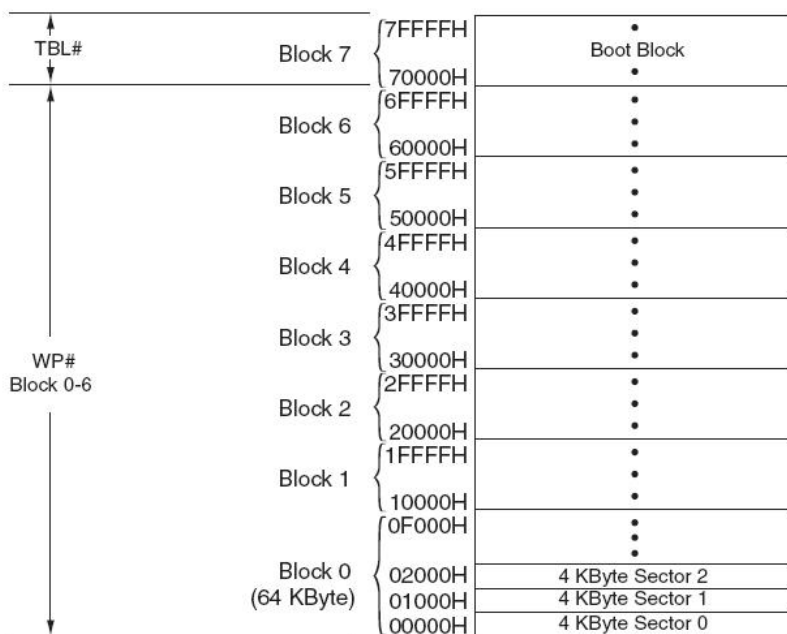 TBL#
Block 7
7FFFFH
Boot Block
70000H
Block 6
6FFFFH
60000H
Block 5
5FFFFH
50000H
Block 4
4FFFFH
40000H
Block 3
3FFFFH
30000H
WP#
Block 0-6
Block 2
2FFFFH
20000H
Block 1
1FFFFH
10000H
0F000H
Block 0
(64 KByte)
02000H
4 KByte Sector 2
01000H
4 KByte Sector 1
00000H
4 KByte Sector 0